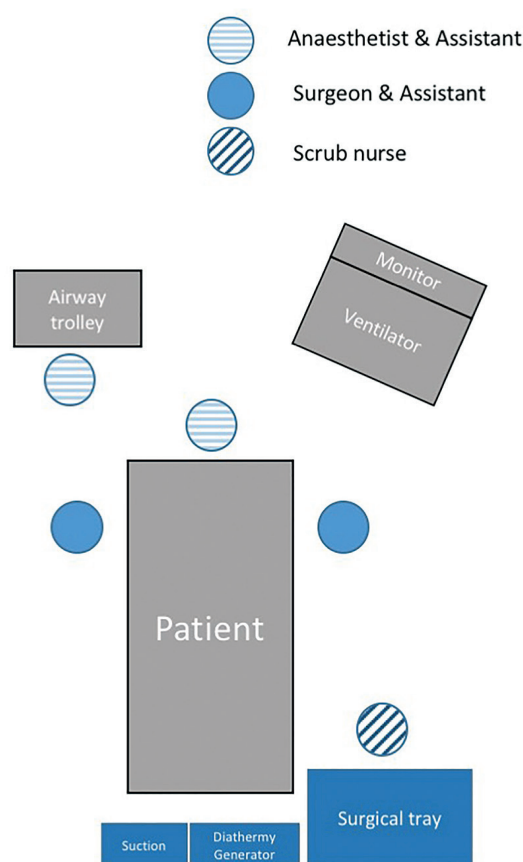 Anaesthetist & Assistant
Surgeon & Assistant
Scrub nurse
Airway
trolley
Monitor
Ventilator
Patient
Surgical tray
Suction
Diathermy
Generator